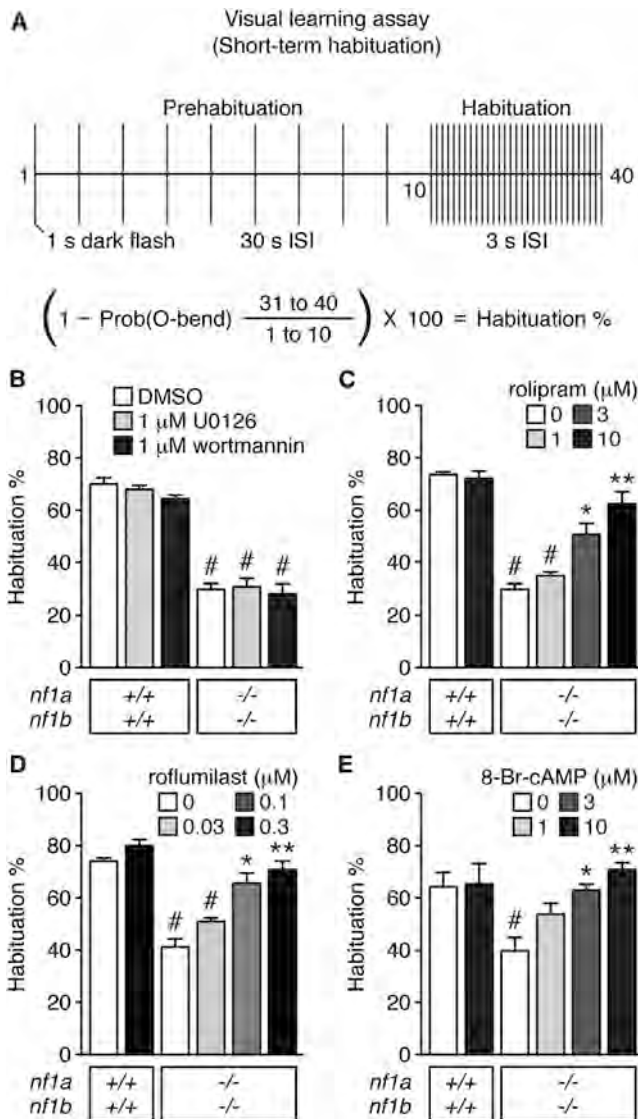 A
Visual learning assay
(Short-term habituation)
Prehabituation
Habituation
1
10
40
1 s dark flash
30 s ISI
3 s ISI
(1 − Prob(O-bend) 31 to 40 / 1 to 10) X 100 = Habituation %
B
DMSO
1 μM U0126
1 μM wortmannin
Habituation %
100
80
60
40
20
0
# # #
nf1a +/+ -/-
nf1b +/+ -/-
C
rolipram (μM)
0 3
1 10
Habituation %
100
80
60
40
20
0
# # * **
nf1a +/+ -/-
nf1b +/+ -/-
D
roflumilast (μM)
0 0.1
0.03 0.3
Habituation %
100
80
60
40
20
0
# # * **
nf1a +/+ -/-
nf1b +/+ -/-
E
8-Br-cAMP (μM)
0 3
1 10
Habituation %
100
80
60
40
20
0
# * **
nf1a +/+ -/-
nf1b +/+ -/-